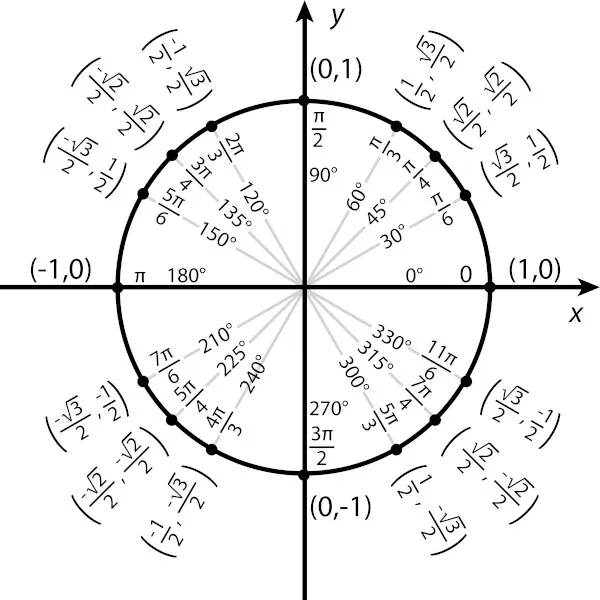 y
(0,1)
(-1/2, √3/2)
(1/2, √3/2)
(-√2/2, √2/2)
(√2/2, √2/2)
(-√3/2, 1/2)
(√3/2, 1/2)
π/2
90°
2π/3
120°
3π/4
135°
5π/6
150°
π/3
60°
π/4
45°
π/6
30°
(-1,0)
π
180°
0°
0
(1,0)
x
7π/6
210°
5π/4
225°
4π/3
240°
330°
11π/6
315°
7π/4
300°
5π/3
270°
3π/2
(0,-1)
(-√3/2, -1/2)
(-√2/2, -√2/2)
(-1/2, -√3/2)
(√3/2, -1/2)
(√2/2, -√2/2)
(1/2, -√3/2)